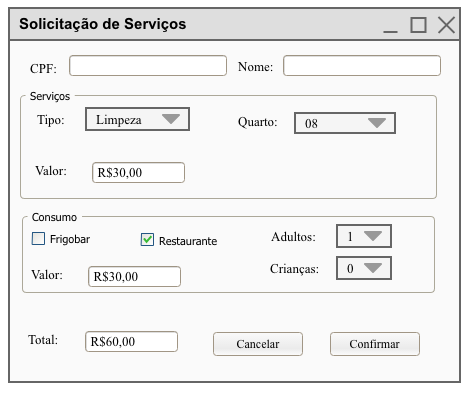 Solicitação de Serviços
CPF: Nome:
Serviços
Tipo: Limpeza Quarto: 08
Valor: R$30,00
Consumo
Frigobar Restaurante Adultos: 1
Crianças: 0
Valor: R$30,00
Total: R$60,00 Cancelar Confirmar